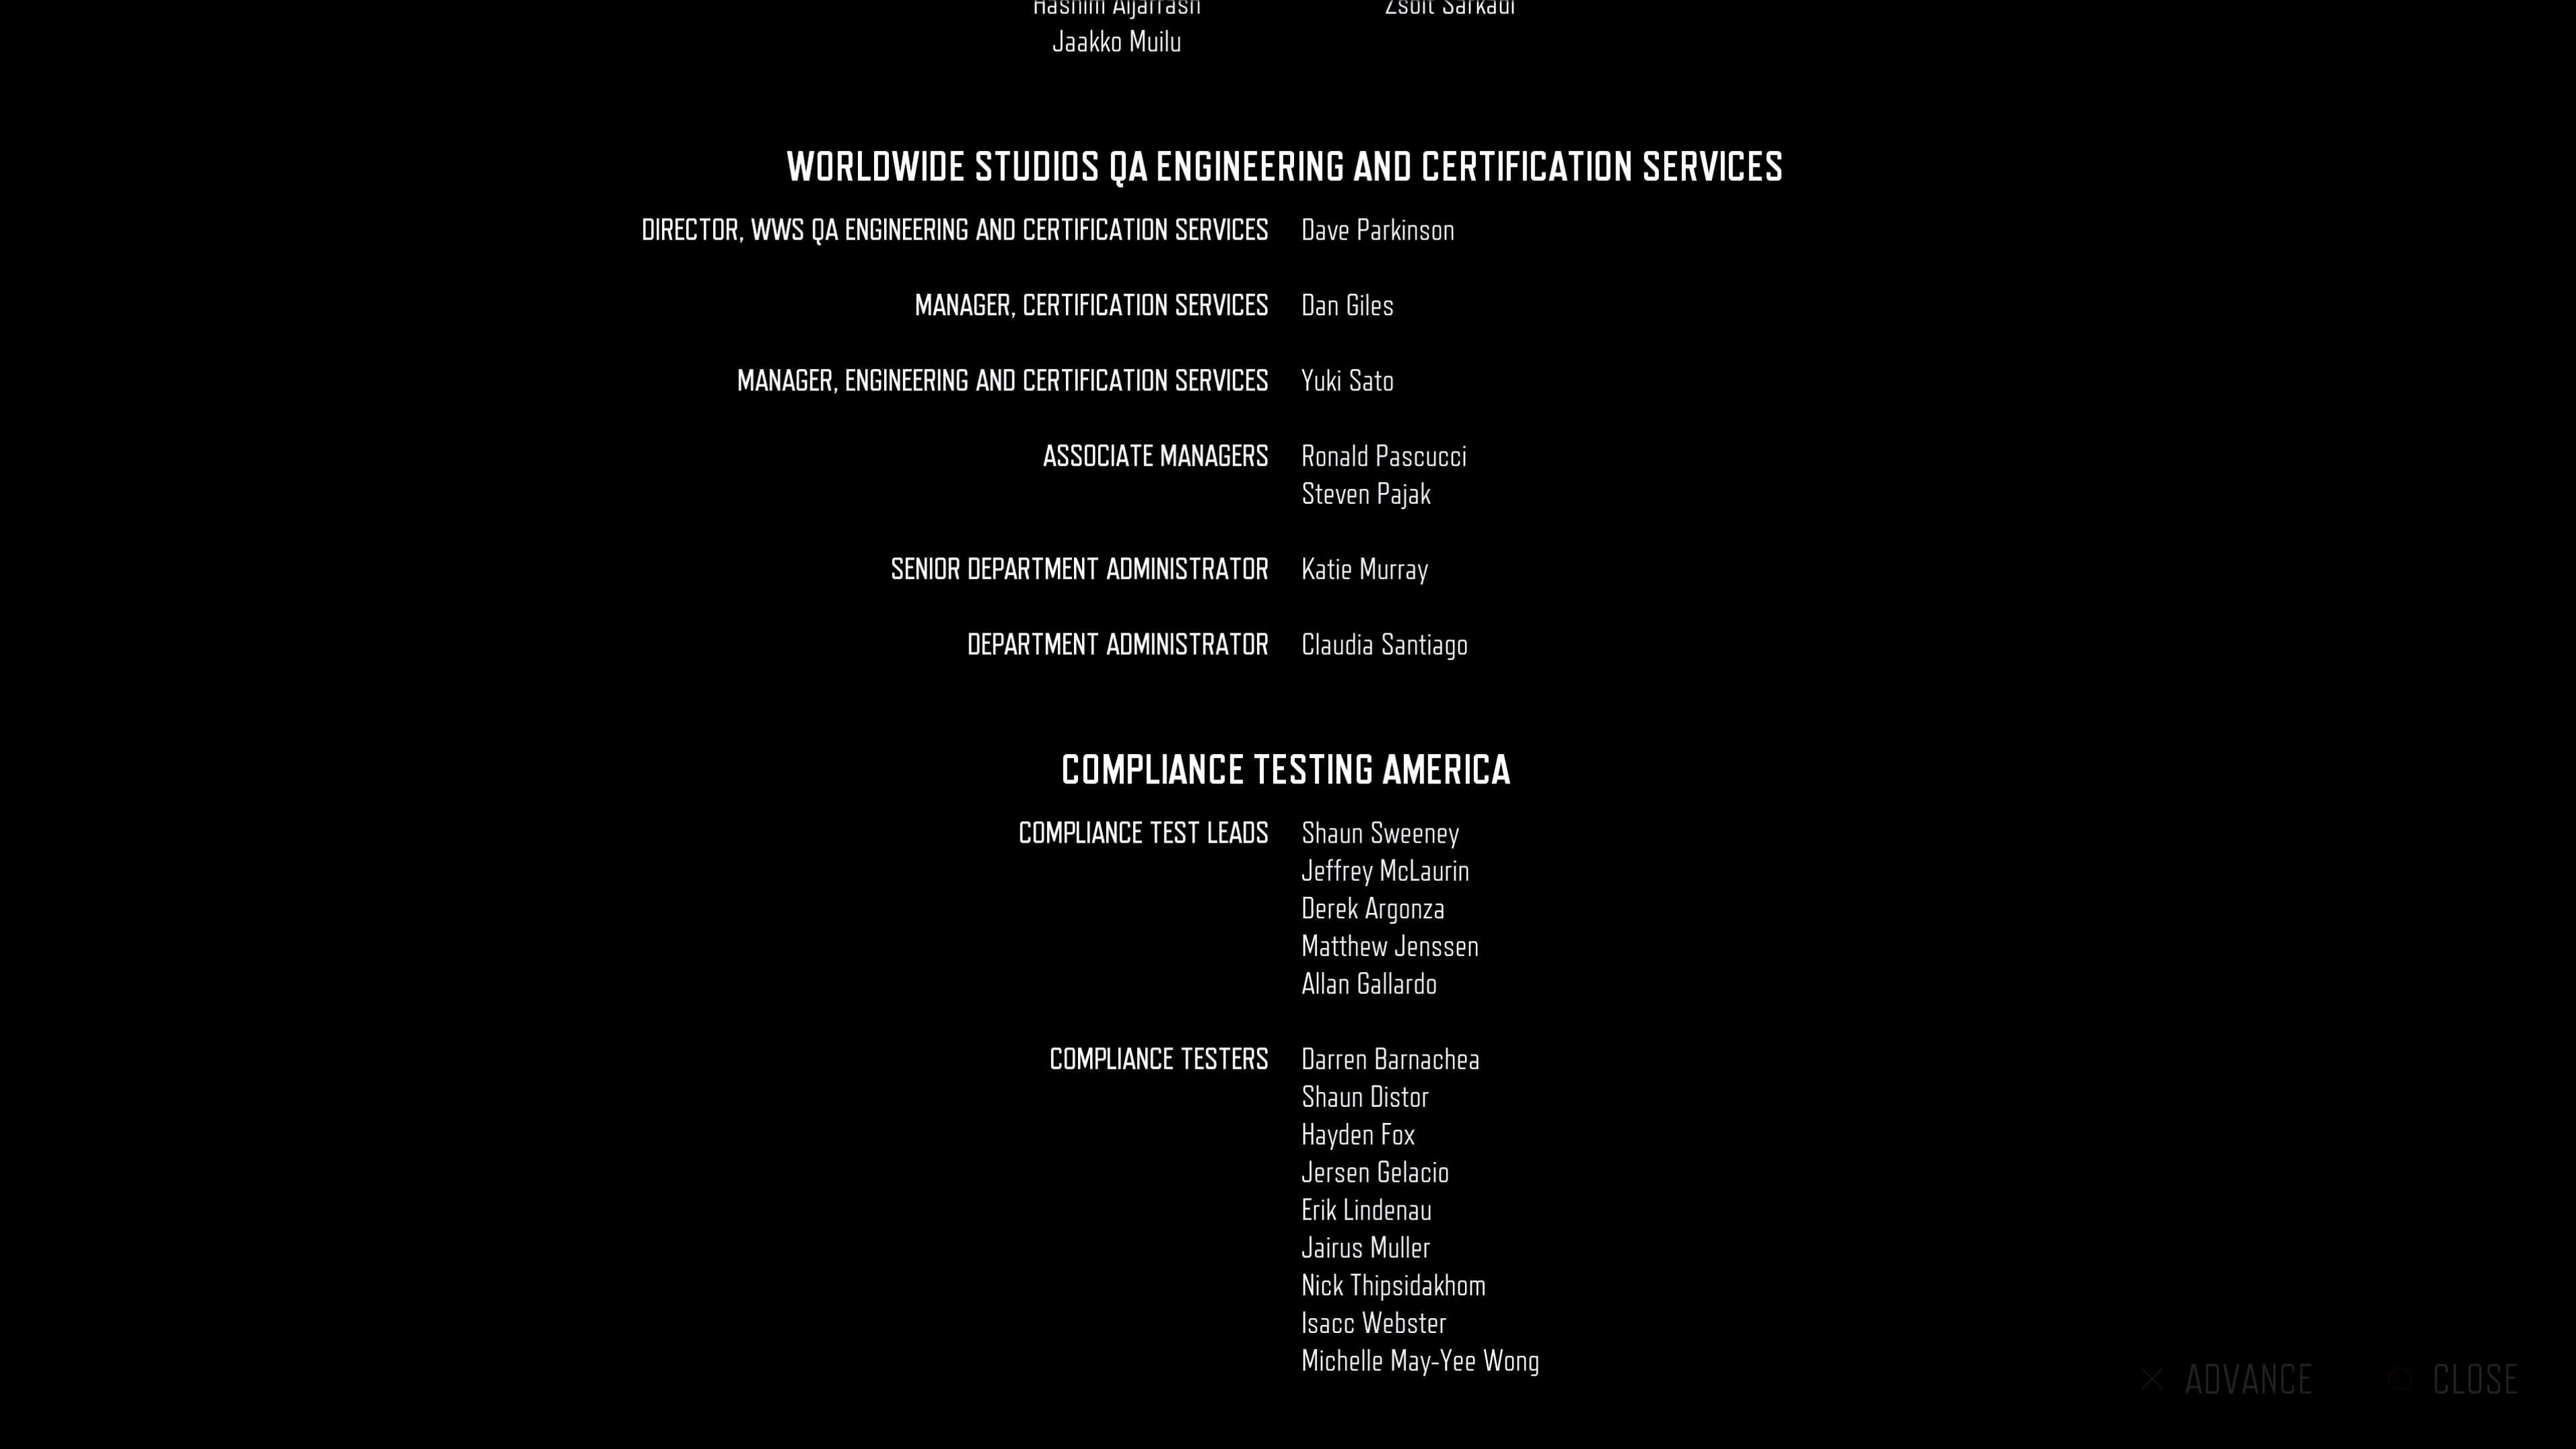 Hashim Aljarrash Zsolt Sarkadi
Jaakko Muilu
WORLDWIDE STUDIOS QA ENGINEERING AND CERTIFICATION SERVICES
DIRECTOR, WWS QA ENGINEERING AND CERTIFICATION SERVICES Dave Parkinson
MANAGER, CERTIFICATION SERVICES Dan Giles
MANAGER, ENGINEERING AND CERTIFICATION SERVICES Yuki Sato
ASSOCIATE MANAGERS Ronald Pascucci
Steven Pajak
SENIOR DEPARTMENT ADMINISTRATOR Katie Murray
DEPARTMENT ADMINISTRATOR Claudia Santiago
COMPLIANCE TESTING AMERICA
COMPLIANCE TEST LEADS Shaun Sweeney
Jeffrey McLaurin
Derek Argonza
Matthew Jenssen
Allan Gallardo
COMPLIANCE TESTERS Darren Barnachea
Shaun Distor
Hayden Fox
Jersen Gelacio
Erik Lindenau
Jairus Muller
Nick Thipsidakhom
Isacc Webster
Michelle May-Yee Wong
ADVANCE CLOSE